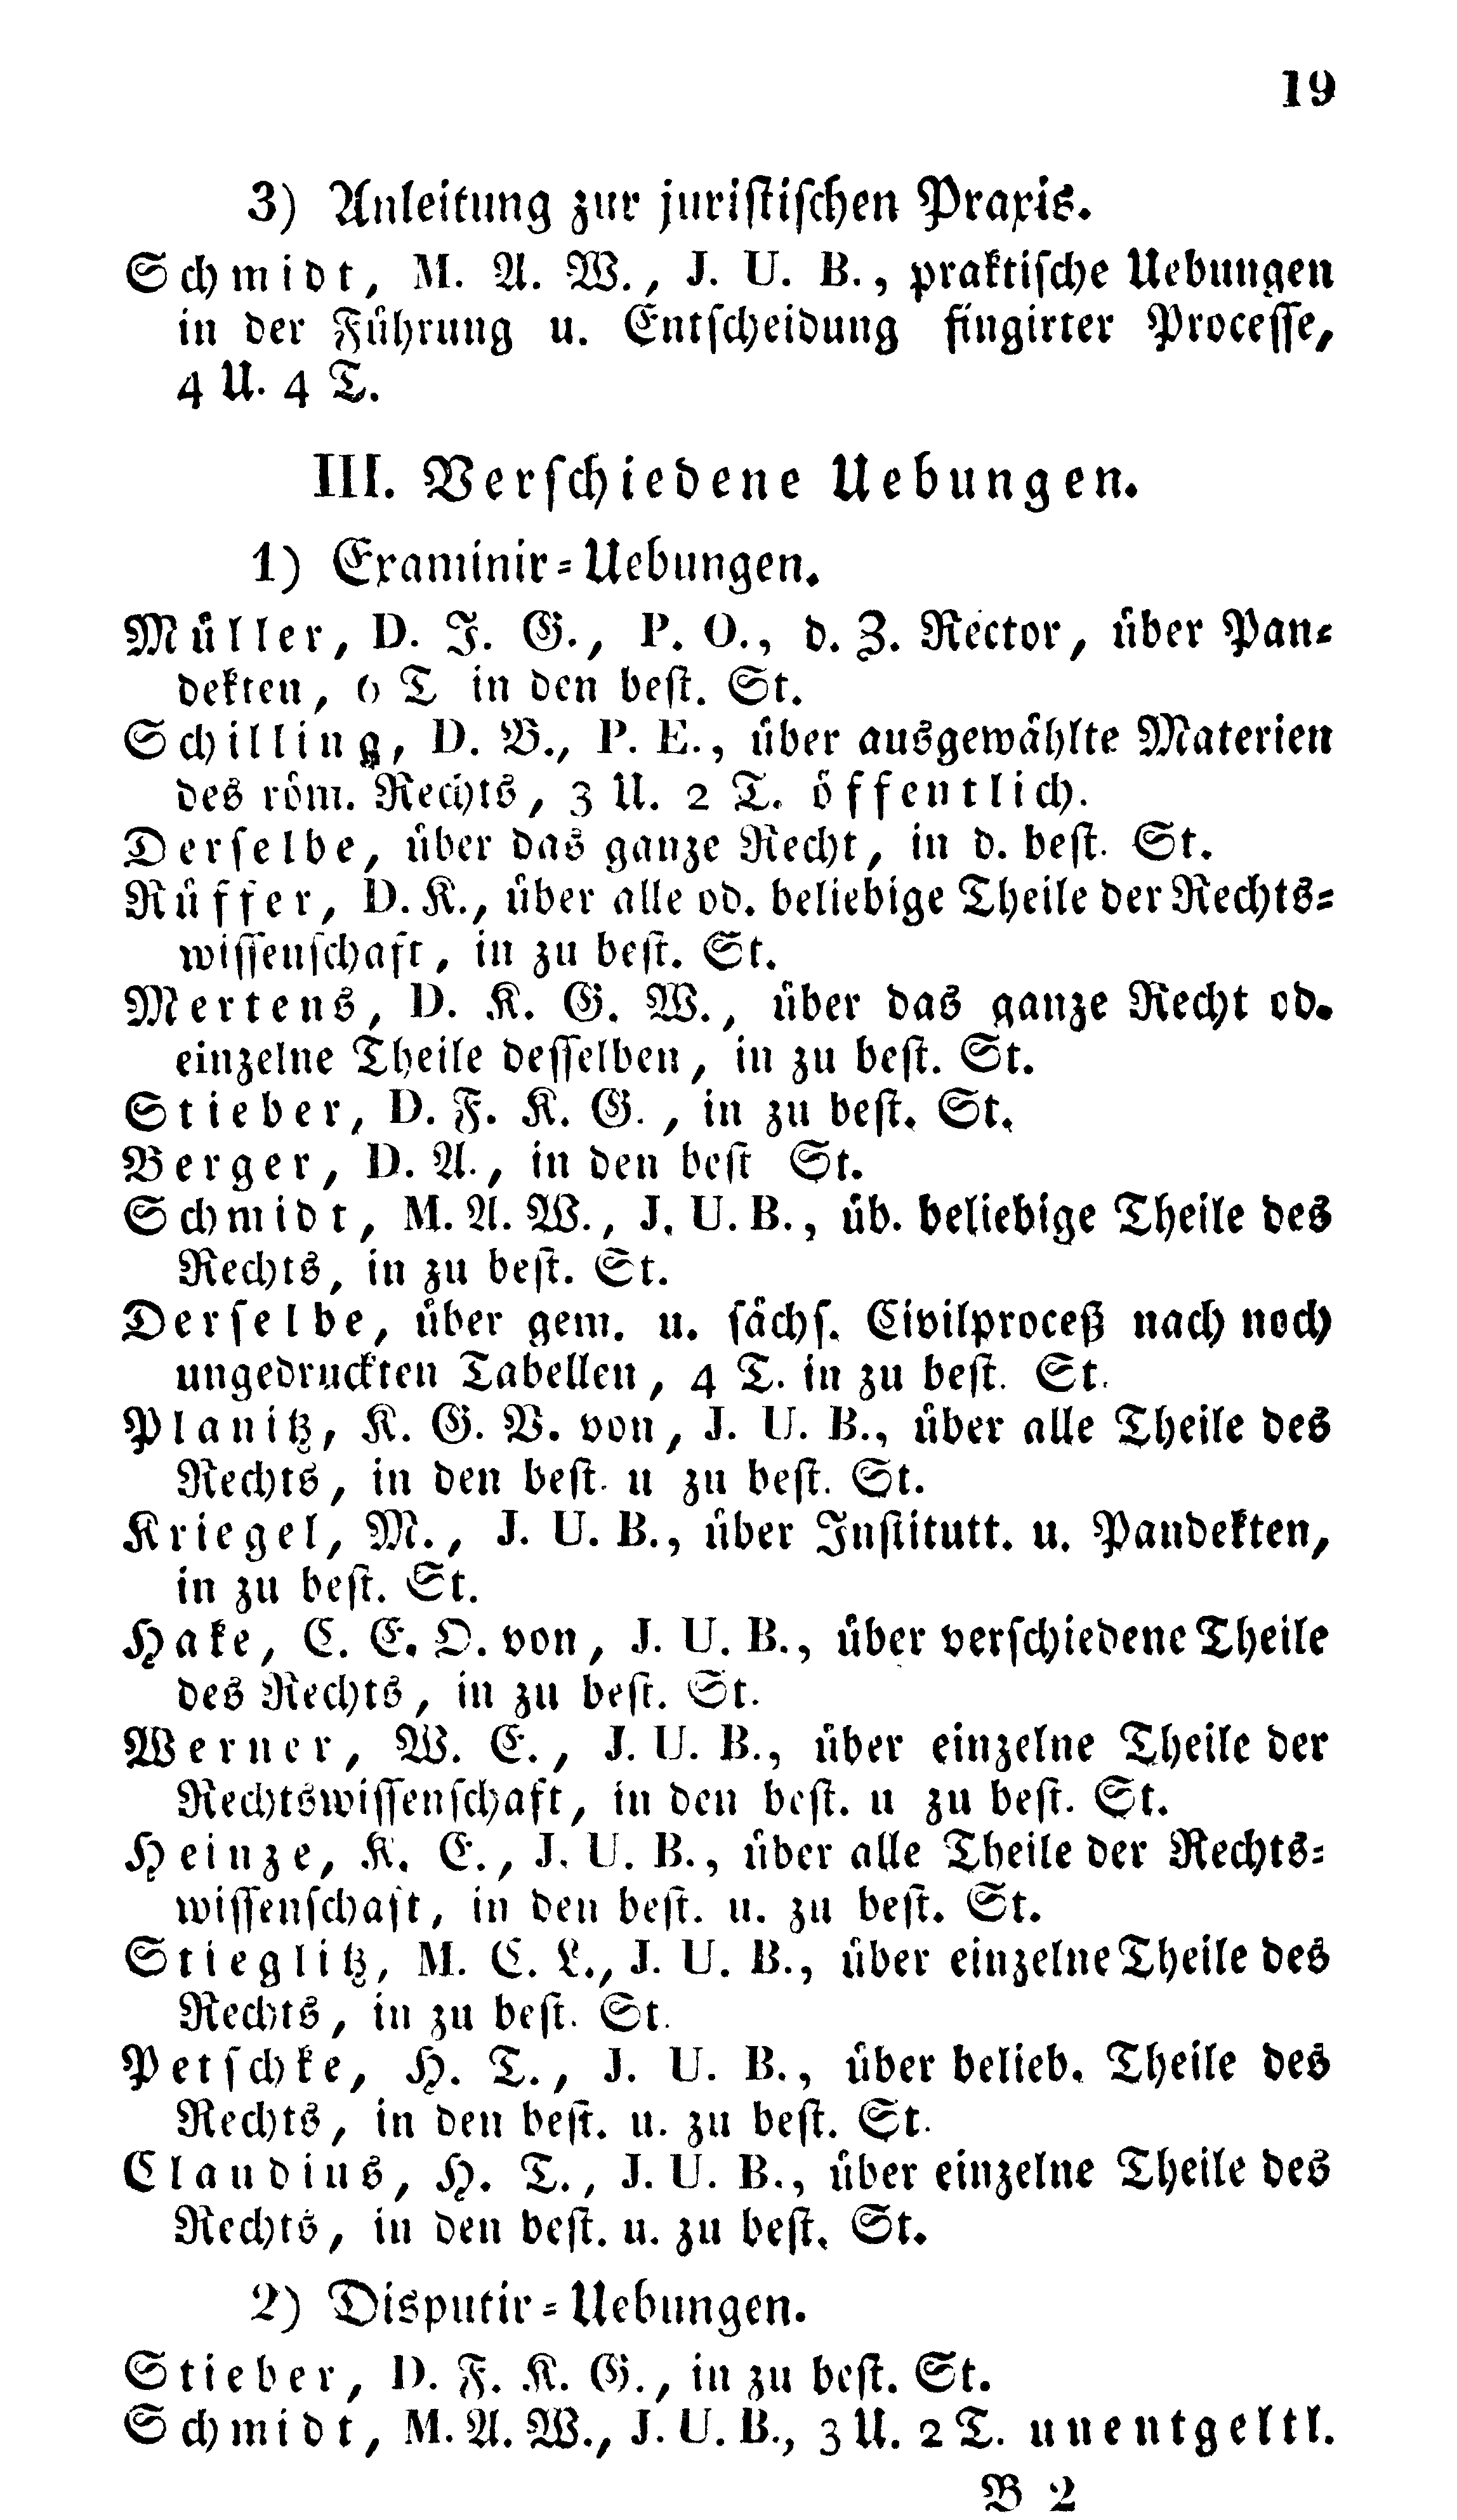 19
3) Anleitung zur juristischen Praxis.
Schmidt, M. A. W., J. U. B., praktische Uebungen
in der Führung u. Entscheidung fingirter Processe,
4 U. 4 T.
III. Verschiedene Uebungen.
1) Examinir-Uebungen.
Müller, D. J. G., P. O., d. Z. Rector, über Pan-
dekten, 6 T in den best. St.
Schilling, D. B., P. E., über ausgewählte Materien
des röm. Rechts, 3 U. 2 T. öffentlich.
Derselbe, über das ganze Recht, in d. best. St.
Rüffer, D. K., über alle od. beliebige Theile der Rechts-
wissenschaft, in zu best. St.
Mertens, D. K. G. W., über das ganze Recht od.
einzelne Theile desselben, in zu best. St.
Stieber, D. F. K. G., in zu best. St.
Berger, D. A., in den best St.
Schmidt, M. A. W., J. U. B., üb. beliebige Theile des
Rechts, in zu best. St.
Derselbe, über gem. u. sächs. Civilproceß nach noch
ungedruckten Tabellen, 4 T. in zu best. St.
Planitz, K. G. V. von, J. U. B., über alle Theile des
Rechts, in den best. u zu best. St.
Kriegel, M., J. U. B., über Institutt. u. Pandekten,
in zu best. St.
Hake, C. E. O. von, J. U. B., über verschiedene Theile
des Rechts, in zu best. St.
Werner, W. E., J. U. B., über einzelne Theile der
Rechtswissenschaft, in den best. u zu best. St.
Heinze, K. E., J. U. B., über alle Theile der Rechts-
wissenschaft, in den best. u. zu best. St.
Stieglitz, M. C. L., J. U. B., über einzelne Theile des
Rechts, in zu best. St.
Petschke, H. T., J. U. B., über belieb. Theile des
Rechts, in den best. u. zu best. St.
Claudius, H. T., J. U. B., über einzelne Theile des
Rechts, in den best. u. zu best. St.
2) Disputir-Uebungen.
Stieber, D. F. K. G., in zu best. St.
Schmidt, M. A. W., J. U. B., 3 U. 2 T. unentgeltl.
B 2